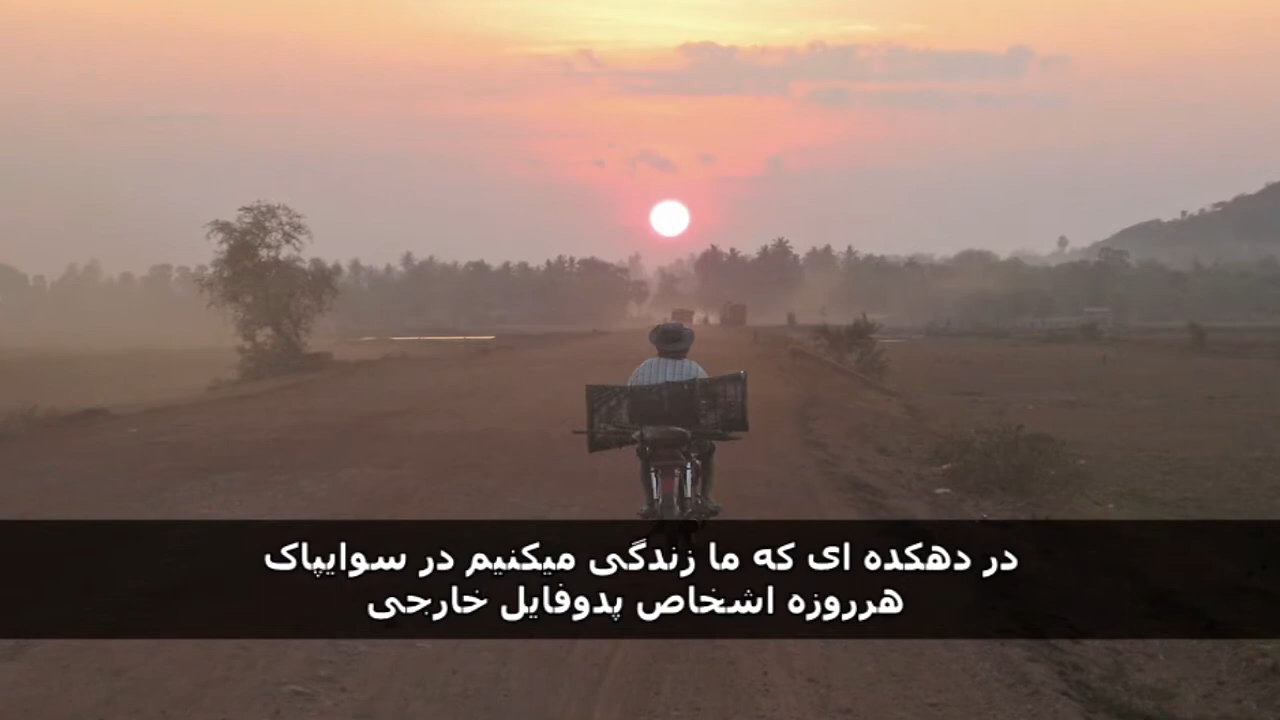 در دهکده ای که ما زندگی میکنیم در سوایپاک
هرروزه اشخاص پدوفایل خارجی